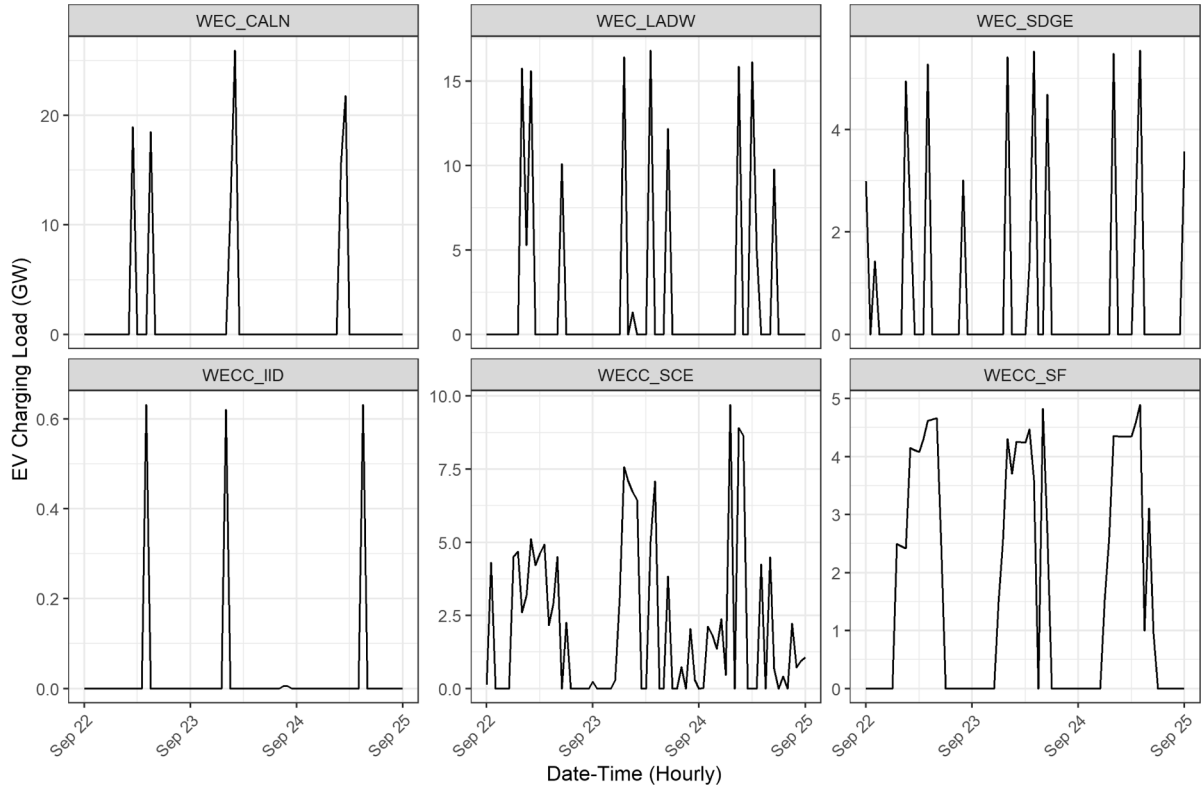 WEC_CALN
WEC_LADW
WEC_SDGE
20
10
0
15
10
5
0
4
2
0
EV Charging Load (GW)
WECC_IID
WECC_SCE
WECC_SF
0.6
0.4
0.2
0.0
10.0
7.5
5.0
2.5
0.0
5
4
3
2
1
0
Sep 22
Sep 23
Sep 24
Sep 25
Sep 22
Sep 23
Sep 24
Sep 25
Sep 22
Sep 23
Sep 24
Sep 25
Date-Time (Hourly)